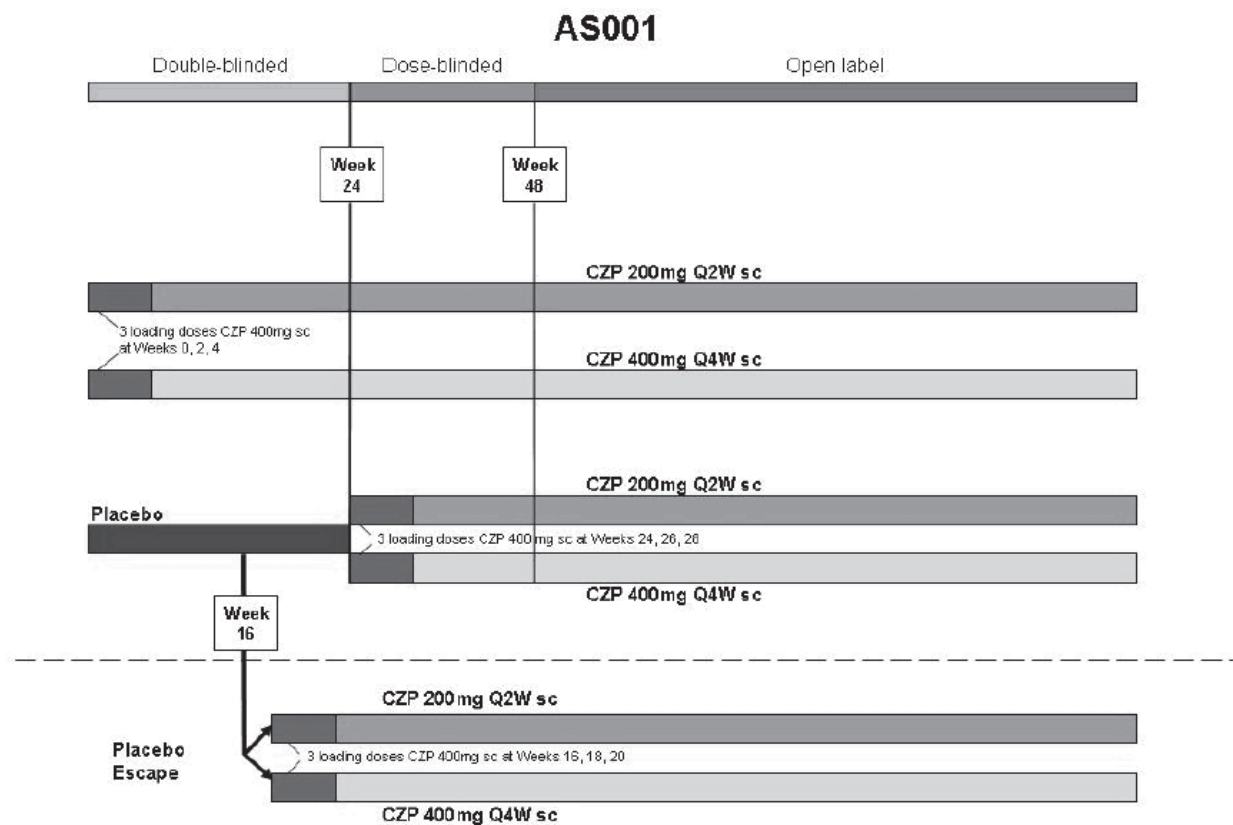 AS001
Double-blinded Dose-blinded Open label
Week
24
Week
48
CZP 200mg Q2W sc
3 loading doses CZP 400mg sc
at Weeks 0, 2, 4
CZP 400mg Q4W sc
CZP 200mg Q2W sc
Placebo
3 loading doses CZP 400 mg sc at Weeks 24, 26, 28
CZP 400mg Q4W sc
Week
16
CZP 200mg Q2W sc
Placebo
Escape
3 loading doses CZP 400mg sc at Weeks 16, 18, 20
CZP 400mg Q4W sc